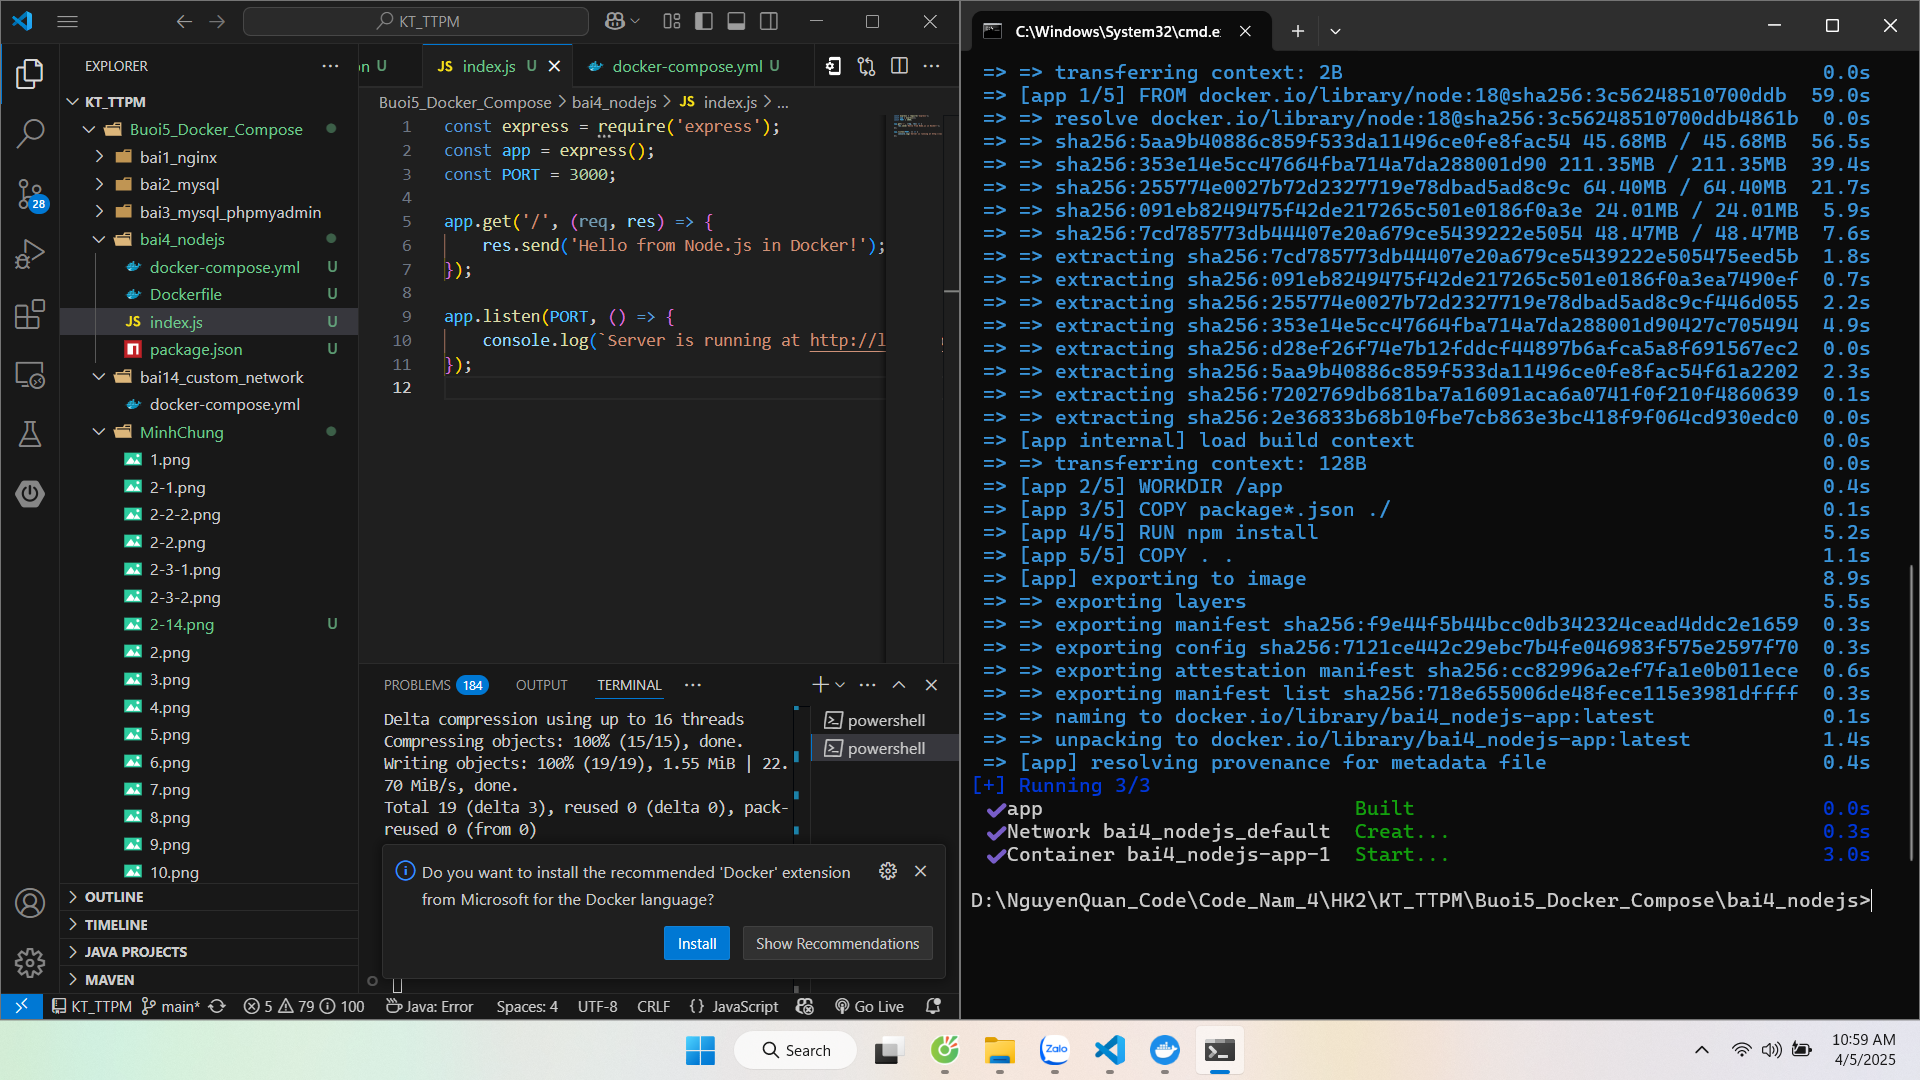 KT_TTPM
EXPLORER
KT_TTPM
Buoi5_Docker_Compose
bai1_nginx
bai2_mysql
bai3_mysql_phpmyadmin
bai4_nodejs
docker-compose.yml U
Dockerfile U
JS index.js U
package.json U
bai14_custom_network
docker-compose.yml
MinhChung
1.png
2-1.png
2-2-2.png
2-2.png
2-3-1.png
2-3-2.png
2-14.png U
2.png
3.png
4.png
5.png
6.png
7.png
8.png
9.png
10.png
OUTLINE
TIMELINE
JAVA PROJECTS
MAVEN
28
on U
JS index.js U
docker-compose.yml U
Buoi5_Docker_Compose > bai4_nodejs > JS index.js > ...
1 const express = require('express');
2 const app = express();
3 const PORT = 3000;
4
5 app.get('/', (req, res) => {
6 res.send('Hello from Node.js in Docker!');
7 });
8
9 app.listen(PORT, () => {
10 console.log(`Server is running at http://l
11 });
12
PROBLEMS 184 OUTPUT TERMINAL
powershell
powershell
Delta compression using up to 16 threads
Compressing objects: 100% (15/15), done.
Writing objects: 100% (19/19), 1.55 MiB | 22.
70 MiB/s, done.
Total 19 (delta 3), reused 0 (delta 0), pack-
reused 0 (from 0)
Do you want to install the recommended 'Docker' extension
from Microsoft for the Docker language?
Install
Show Recommendations
KT_TTPM main* 5 79 100 Java: Error Spaces: 4 UTF-8 CRLF {} JavaScript Go Live
C:\Windows\System32\cmd.e
=> => transferring context: 2B 0.0s
=> [app 1/5] FROM docker.io/library/node:18@sha256:3c56248510700ddb 59.0s
=> => resolve docker.io/library/node:18@sha256:3c56248510700ddb4861b 0.0s
=> => sha256:5aa9b40886c859f533da11496ce0fe8fac54 45.68MB / 45.68MB 56.5s
=> => sha256:353e14e5cc47664fba714a7da288001d90 211.35MB / 211.35MB 39.4s
=> => sha256:255774e0027b72d2327719e78dbad5ad8c9c 64.40MB / 64.40MB 21.7s
=> => sha256:091eb8249475f42de217265c501e0186f0a3e 24.01MB / 24.01MB 5.9s
=> => sha256:7cd785773db44407e20a679ce5439222e5054 48.47MB / 48.47MB 7.6s
=> => extracting sha256:7cd785773db44407e20a679ce5439222e505475eed5b 1.8s
=> => extracting sha256:091eb8249475f42de217265c501e0186f0a3ea7490ef 0.7s
=> => extracting sha256:255774e0027b72d2327719e78dbad5ad8c9cf446d055 2.2s
=> => extracting sha256:353e14e5cc47664fba714a7da288001d90427c705494 4.9s
=> => extracting sha256:d28ef26f74e7b12fddcf44897b6afca5a8f691567ec2 0.0s
=> => extracting sha256:5aa9b40886c859f533da11496ce0fe8fac54f61a2202 2.3s
=> => extracting sha256:7202769db681ba7a16091aca6a0741f0f210f4860639 0.1s
=> => extracting sha256:2e36833b68b10fbe7cb863e3bc418f9f064cd930edc0 0.0s
=> [app internal] load build context 0.0s
=> => transferring context: 128B 0.0s
=> [app 2/5] WORKDIR /app 0.4s
=> [app 3/5] COPY package*.json ./ 0.1s
=> [app 4/5] RUN npm install 5.2s
=> [app 5/5] COPY . . 1.1s
=> [app] exporting to image 8.9s
=> => exporting layers 5.5s
=> => exporting manifest sha256:f9e44f5b44bcc0db342324cead4ddc2e1659 0.3s
=> => exporting config sha256:7121ce442c29ebc7b4fe046983f575e2597f70 0.3s
=> => exporting attestation manifest sha256:cc82996a2ef7fa1e0b011ece 0.6s
=> => exporting manifest list sha256:718e655006de48fece115e3981dffff 0.3s
=> => naming to docker.io/library/bai4_nodejs-app:latest 0.1s
=> => unpacking to docker.io/library/bai4_nodejs-app:latest 1.4s
=> [app] resolving provenance for metadata file 0.4s
[+] Running 3/3
✔app Built 0.0s
✔Network bai4_nodejs_default Creat... 0.3s
✔Container bai4_nodejs-app-1 Start... 3.0s
D:\NguyenQuan_Code\Code_Nam_4\HK2\KT_TTPM\Buoi5_Docker_Compose\bai4_nodejs>
Search
Zalo
10:59 AM
4/5/2025